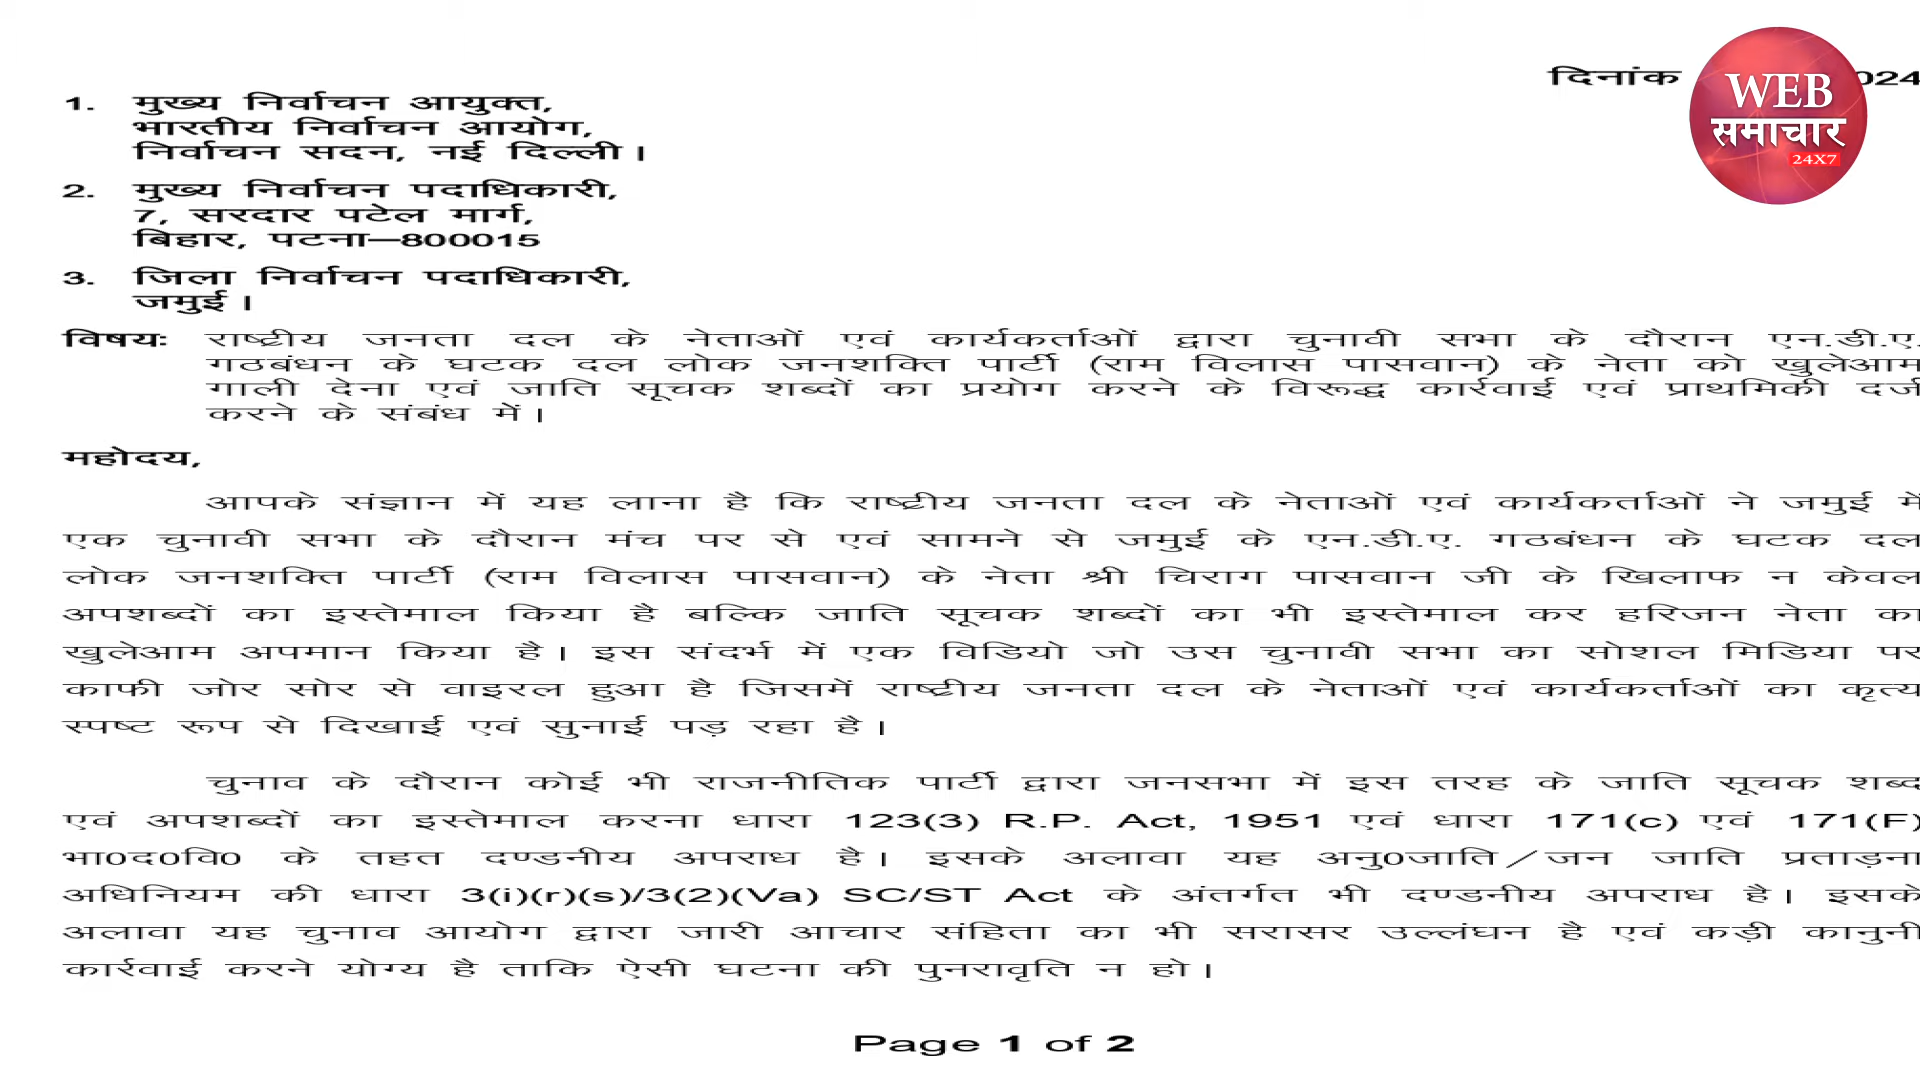 दिनांक 024
WEB
समाचार
24X7
1. मुख्य निर्वाचन आयुक्त,
भारतीय निर्वाचन आयोग,
निर्वाचन सदन, नई दिल्ली।
2. मुख्य निर्वाचन पदाधिकारी,
7, सरदार पटेल मार्ग,
बिहार, पटना–800015
3. जिला निर्वाचन पदाधिकारी,
जमुई।
विषयः राष्ट्रीय जनता दल के नेताओं एवं कार्यकर्ताओं द्वारा चुनावी सभा के दौरान एन.डी.ए.
गठबंधन के घटक दल लोक जनशक्ति पार्टी (राम विलास पासवान) के नेता को खुलेआम
गाली देना एवं जाति सूचक शब्दों का प्रयोग करने के विरूद्ध कार्रवाई एवं प्राथमिकी दर्ज
करने के संबंध में।
महोदय,
आपके संज्ञान में यह लाना है कि राष्ट्रीय जनता दल के नेताओं एवं कार्यकर्ताओं ने जमुई में
एक चुनावी सभा के दौरान मंच पर से एवं सामने से जमुई के एन.डी.ए. गठबंधन के घटक दल
लोक जनशक्ति पार्टी (राम विलास पासवान) के नेता श्री चिराग पासवान जी के खिलाफ न केवल
अपशब्दों का इस्तेमाल किया है बल्कि जाति सूचक शब्दों का भी इस्तेमाल कर हरिजन नेता का
खुलेआम अपमान किया है। इस संदर्भ में एक विडियो जो उस चुनावी सभा का सोशल मिडिया पर
काफी जोर सोर से वाइरल हुआ है जिसमें राष्ट्रीय जनता दल के नेताओं एवं कार्यकर्ताओं का कृत्य
स्पष्ट रूप से दिखाई एवं सुनाई पड़ रहा है।
चुनाव के दौरान कोई भी राजनीतिक पार्टी द्वारा जनसभा में इस तरह के जाति सूचक शब्द
एवं अपशब्दों का इस्तेमाल करना धारा 123(3) R.P. Act, 1951 एवं धारा 171(c) एवं 171(F)
भा0द0वि0 के तहत दण्डनीय अपराध है। इसके अलावा यह अनु0जाति/जन जाति प्रताड़ना
अधिनियम की धारा 3(i)(r)(s)/3(2)(Va) SC/ST Act के अंतर्गत भी दण्डनीय अपराध है। इसके
अलावा यह चुनाव आयोग द्वारा जारी आचार संहिता का भी सरासर उल्लंघन है एवं कड़ी कानुनी
कार्रवाई करने योग्य है ताकि ऐसी घटना की पुनरावृति न हो।
Page 1 of 2